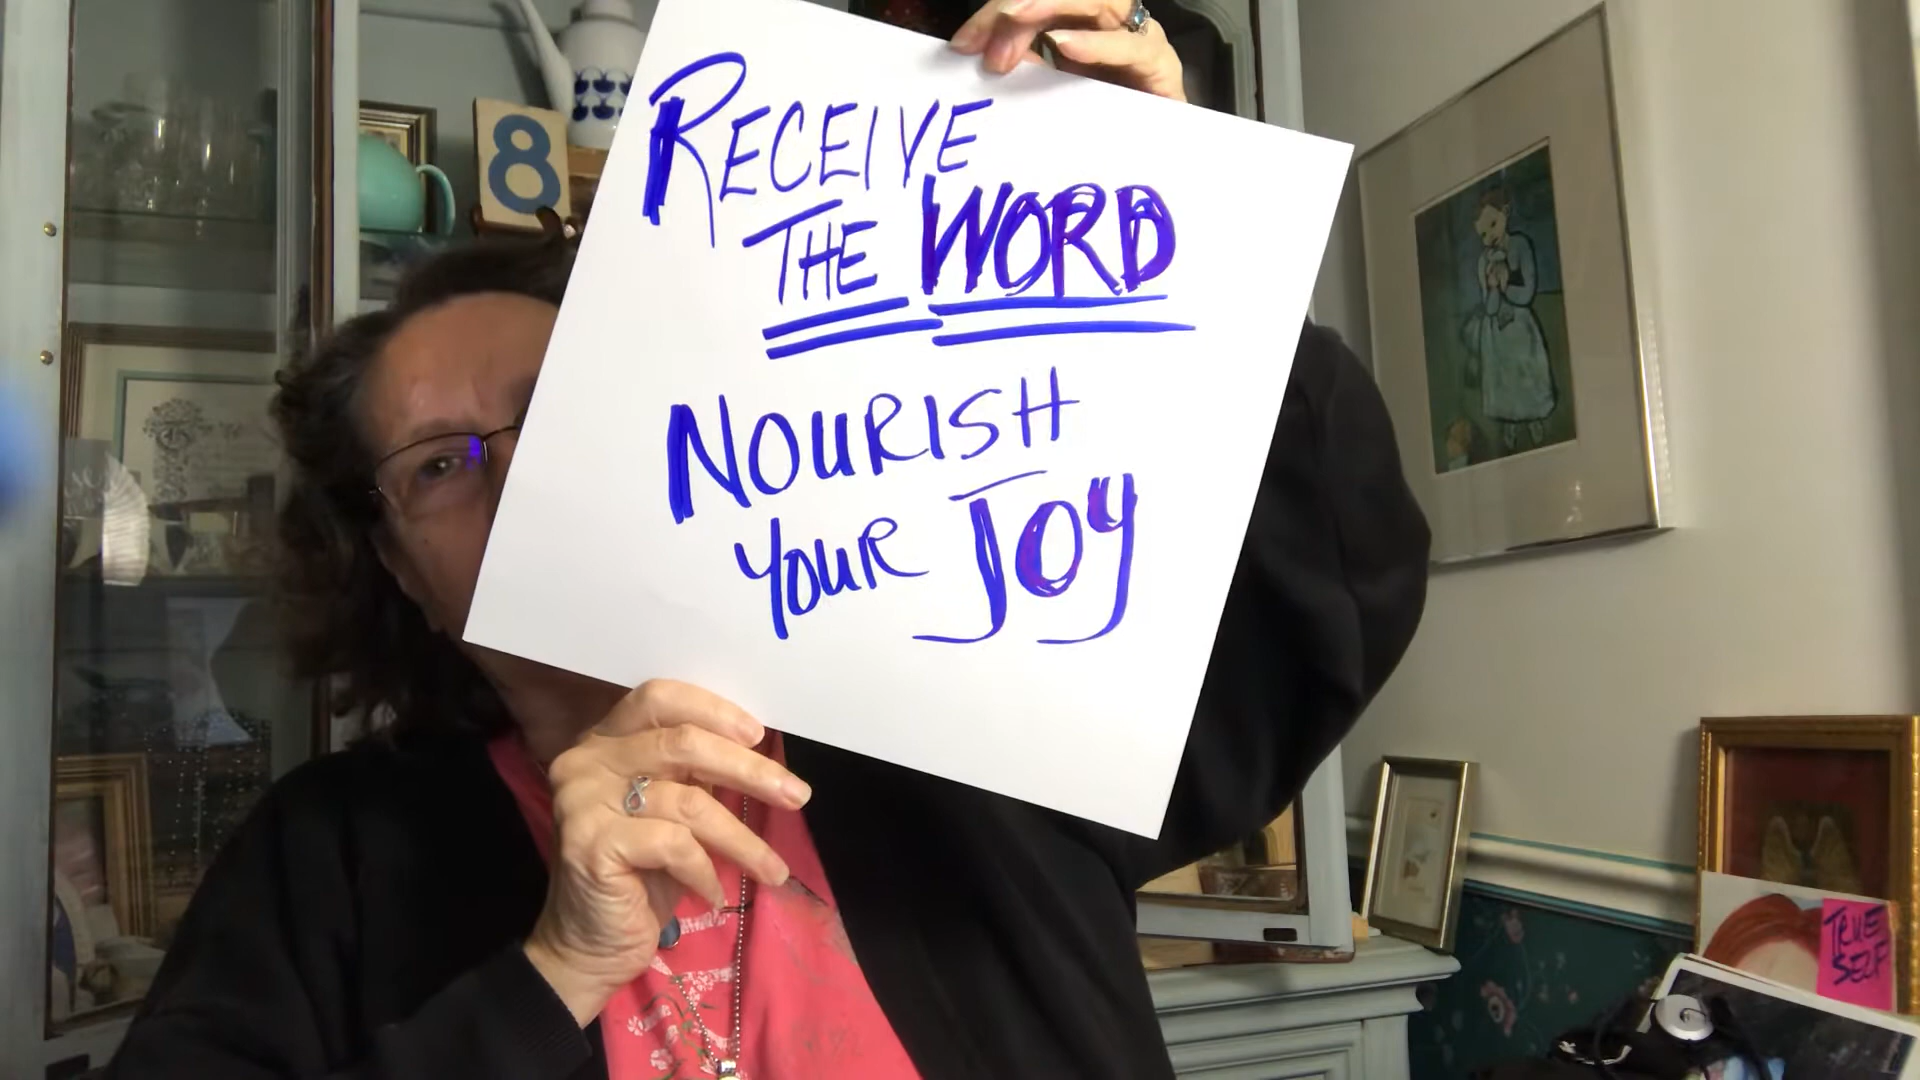 8
RECEIVE
THE WORD
NOURISH
YOUR JOY
TRUE
SELF